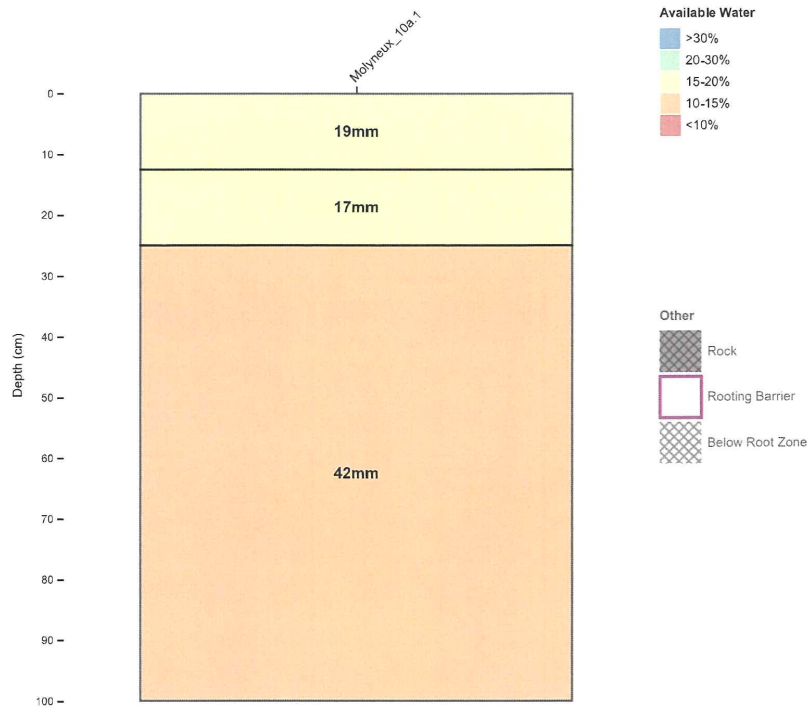 Molyneux_10a.1
Available Water
>30%
20-30%
15-20%
10-15%
<10%
Depth (cm)
0
10
20
30
40
50
60
70
80
90
100
19mm
17mm
42mm
Other
Rock
Rooting Barrier
Below Root Zone